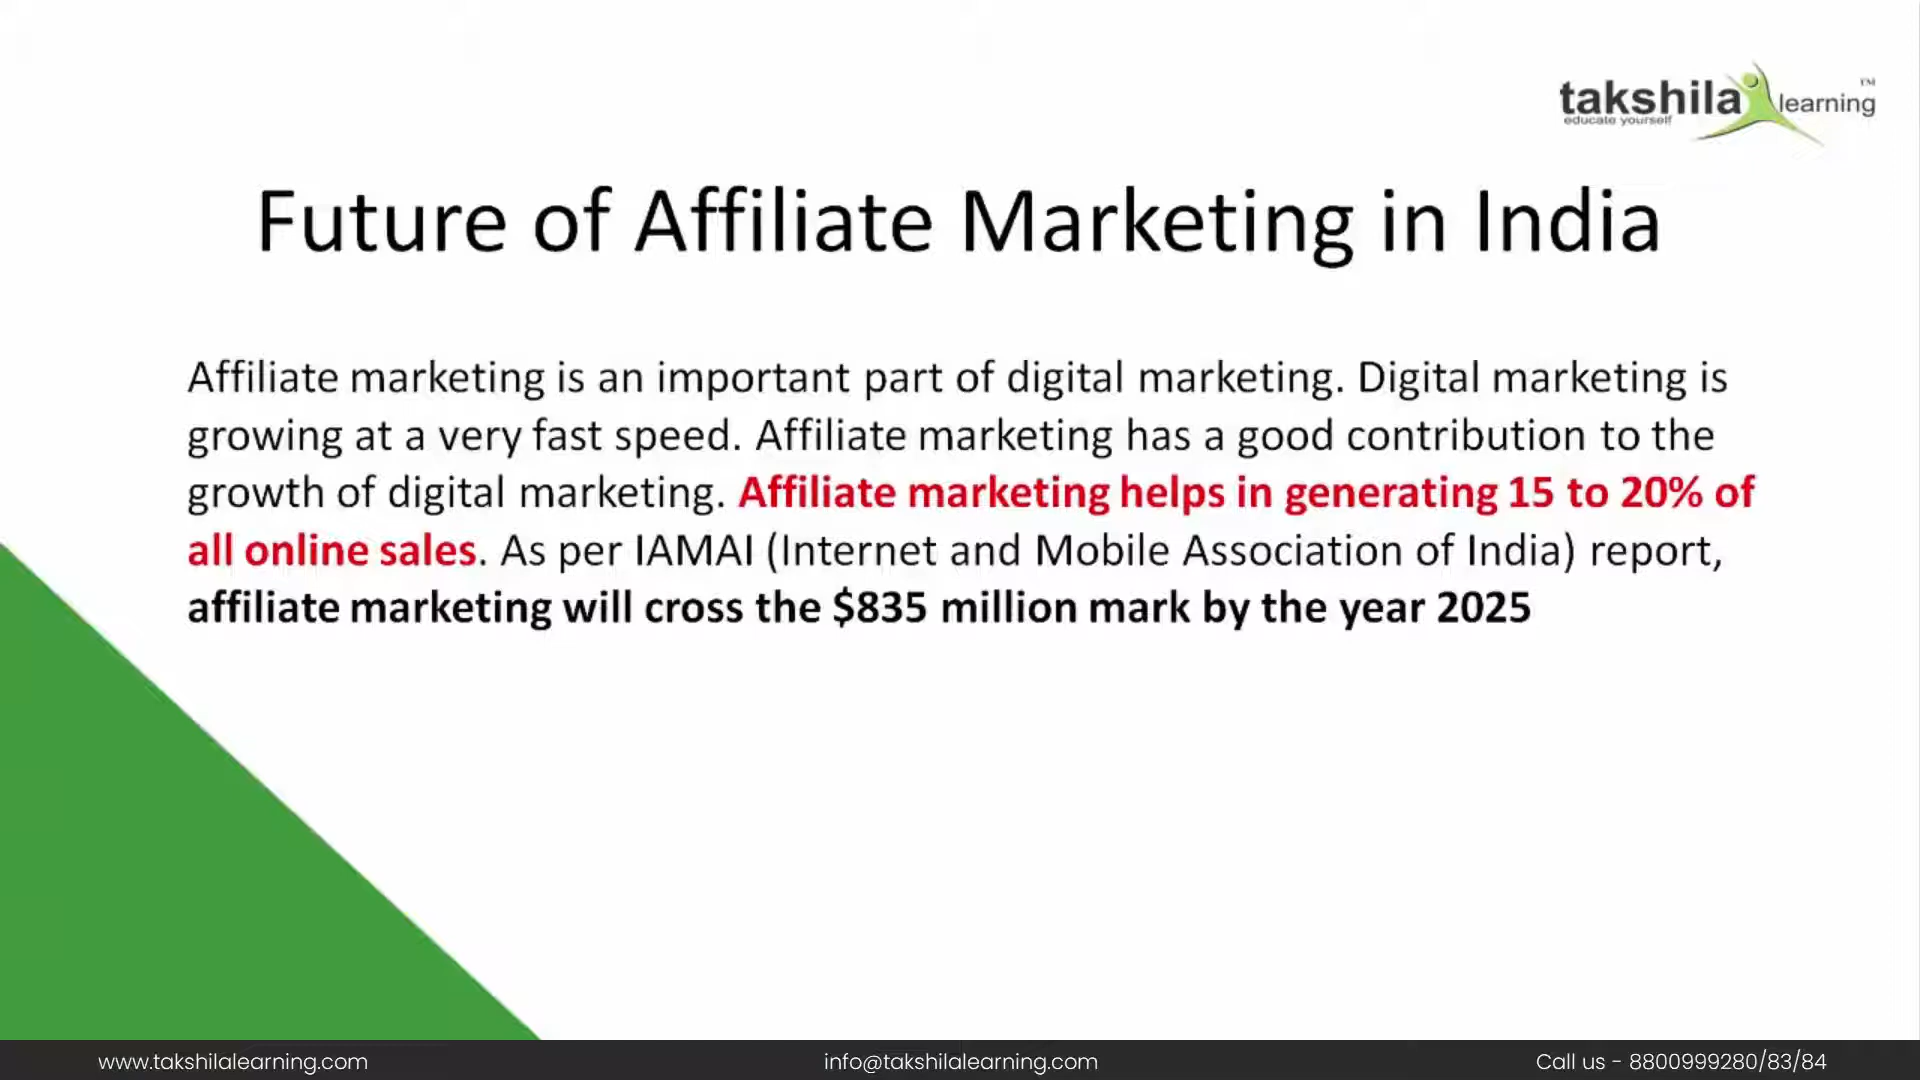 takshila learning ™
educate yourself
Future of Affiliate Marketing in India
Affiliate marketing is an important part of digital marketing. Digital marketing is
growing at a very fast speed. Affiliate marketing has a good contribution to the
growth of digital marketing. Affiliate marketing helps in generating 15 to 20% of
all online sales. As per IAMAI (Internet and Mobile Association of India) report,
affiliate marketing will cross the $835 million mark by the year 2025
www.takshilalearning.com
info@takshilalearning.com
Call us - 8800999280/83/84